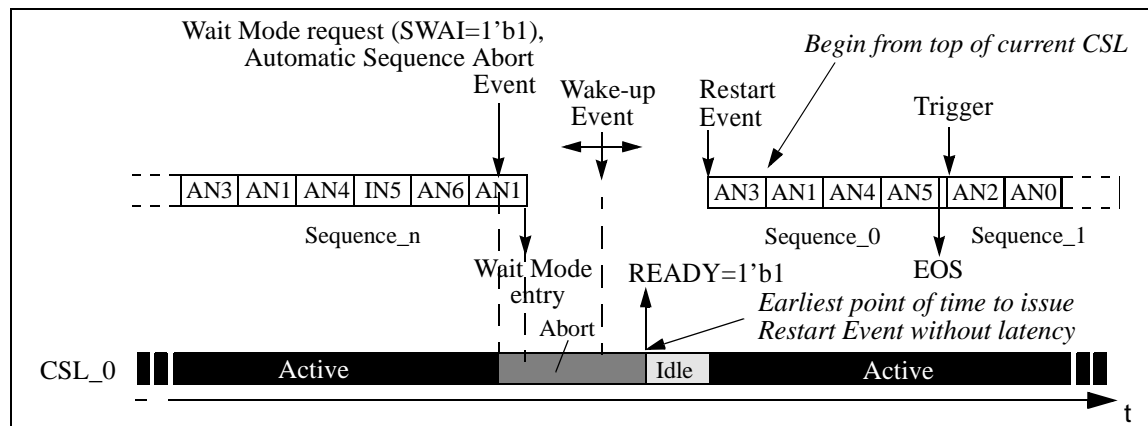 Wait Mode request (SWAI=1’b1),
Automatic Sequence Abort
Event
Wake-up
Event
Restart
Event
Begin from top of current CSL
Trigger
AN3 AN1 AN4 IN5 AN6 AN1
AN3 AN1 AN4 AN5 AN2 AN0
Sequence_n
Sequence_0
Sequence_1
Wait Mode
entry
READY=1’b1
EOS
Earliest point of time to issue
Restart Event without latency
Abort
CSL_0
Active
Idle
Active
t